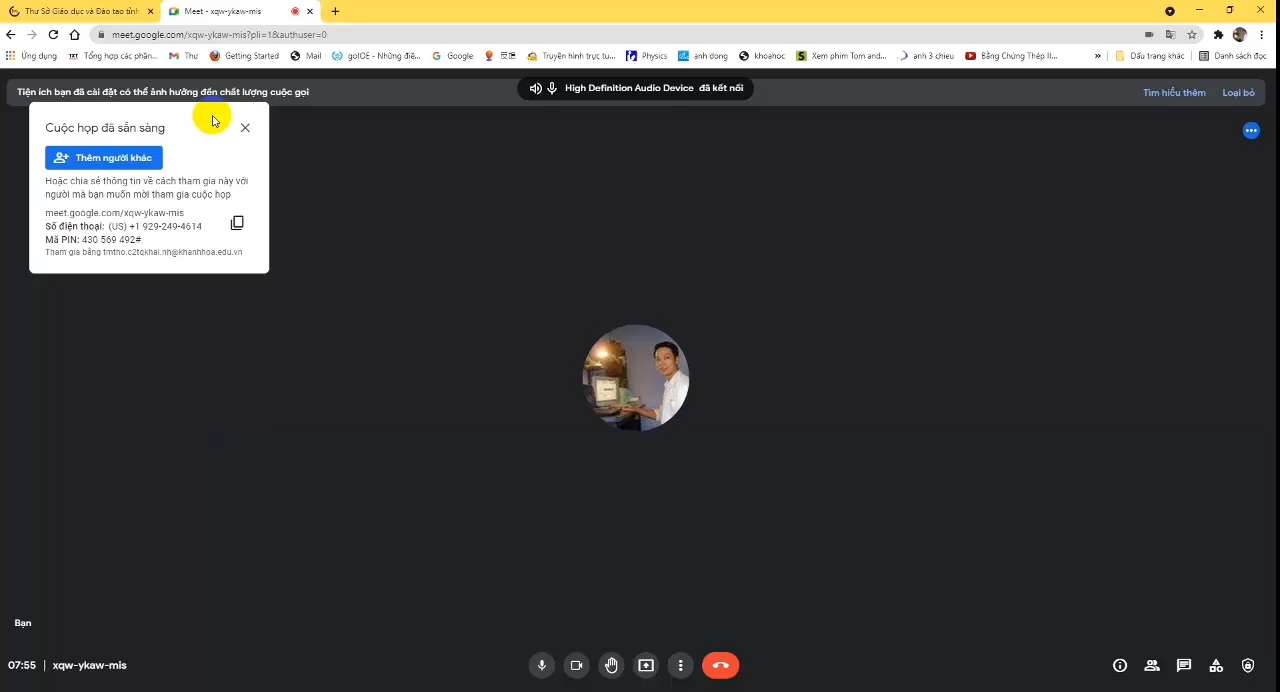 Thư Sở Giáo dục và Đào tạo tỉnh
Meet - xqw-ykaw-mis
meet.google.com/xqw-ykaw-mis?pli=1&authuser=0
Ứng dụng
Tổng hợp các phần...
Thư
Getting Started
Mail
goICE - Những điề...
Google
Truyền hình trực tu...
Physics
anh dong
khoahoc
Xem phim Tom and...
anh 3 chieu
Bằng Chứng Thép II...
»
Dấu trang khác
Danh sách đọc
Tiện ích bạn đã cài đặt có thể ảnh hưởng đến chất lượng cuộc gọi
High Definition Audio Device đã kết nối
Tìm hiểu thêm
Loại bỏ
Cuộc họp đã sẵn sàng
Thêm người khác
Hoặc chia sẻ thông tin về cách tham gia này với
người mà bạn muốn mời tham gia cuộc họp
meet.google.com/xqw-ykaw-mis
Số điện thoại: (US) +1 929-249-4614
Mã PIN: 430 569 492#
Tham gia bằng tmtho.c2tqkhai.nh@khanhhoa.edu.vn
Bạn
07:55 | xqw-ykaw-mis